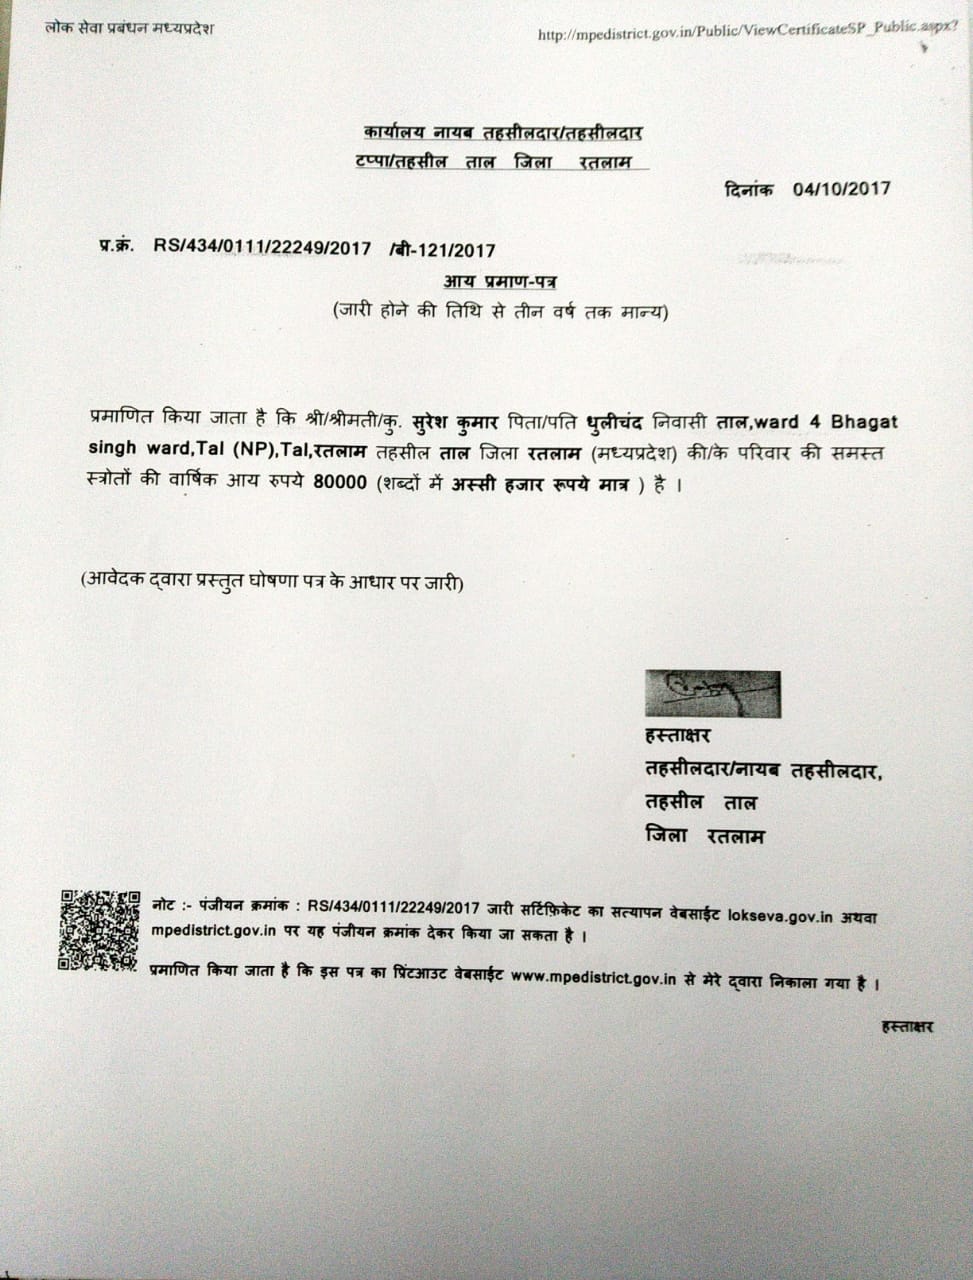 लोक सेवा प्रबंधन मध्यप्रदेश
http://mpedistrict.gov.in/Public/ViewCertificateSP_Public.aspx?
कार्यालय नायब तहसीलदार/तहसीलदार
टप्पा/तहसील ताल जिला रतलाम
दिनांक 04/10/2017
प्र.क्रं. RS/434/0111/22249/2017 /बी-121/2017
आय प्रमाण-पत्र
(जारी होने की तिथि से तीन वर्ष तक मान्य)
प्रमाणित किया जाता है कि श्री/श्रीमती/कु. सुरेश कुमार पिता/पति धुलीचंद निवासी ताल,ward 4 Bhagat
singh ward,Tal (NP),Tal,रतलाम तहसील ताल जिला रतलाम (मध्यप्रदेश) की/के परिवार की समस्त
स्त्रोतों की वार्षिक आय रुपये 80000 (शब्दों में अस्सी हजार रूपये मात्र ) है ।
(आवेदक द्वारा प्रस्तुत घोषणा पत्र के आधार पर जारी)
हस्ताक्षर
तहसीलदार/नायब तहसीलदार,
तहसील ताल
जिला रतलाम
नोट :- पंजीयन क्रमांक : RS/434/0111/22249/2017 जारी सर्टिफ़िकेट का सत्यापन वेबसाईट lokseva.gov.in अथवा
mpedistrict.gov.in पर यह पंजीयन क्रमांक देकर किया जा सकता है ।
प्रमाणित किया जाता है कि इस पत्र का प्रिंटआउट वेबसाईट www.mpedistrict.gov.in से मेरे द्वारा निकाला गया है ।
हस्ताक्षर